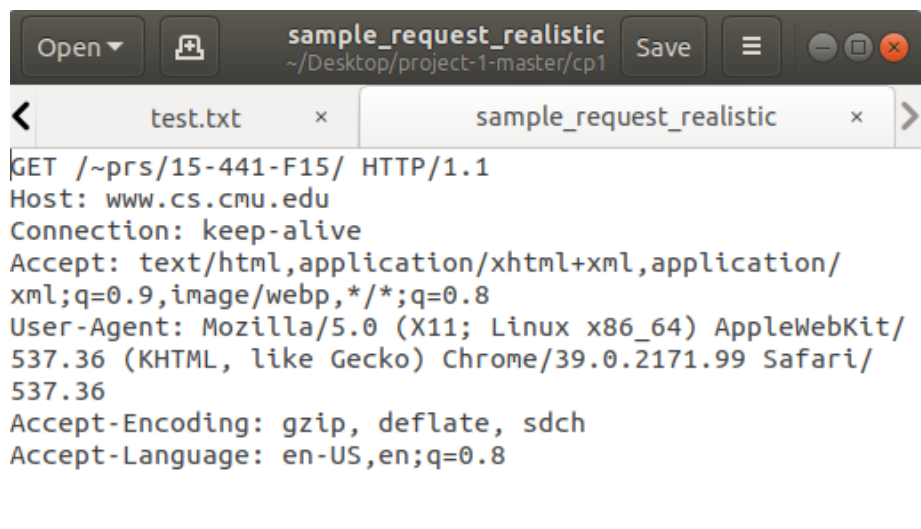 Open
sample_request_realistic
~/Desktop/project-1-master/cp1
Save
test.txt
sample_request_realistic
GET /~prs/15-441-F15/ HTTP/1.1
Host: www.cs.cmu.edu
Connection: keep-alive
Accept: text/html,application/xhtml+xml,application/
xml;q=0.9,image/webp,*/*;q=0.8
User-Agent: Mozilla/5.0 (X11; Linux x86_64) AppleWebKit/
537.36 (KHTML, like Gecko) Chrome/39.0.2171.99 Safari/
537.36
Accept-Encoding: gzip, deflate, sdch
Accept-Language: en-US,en;q=0.8